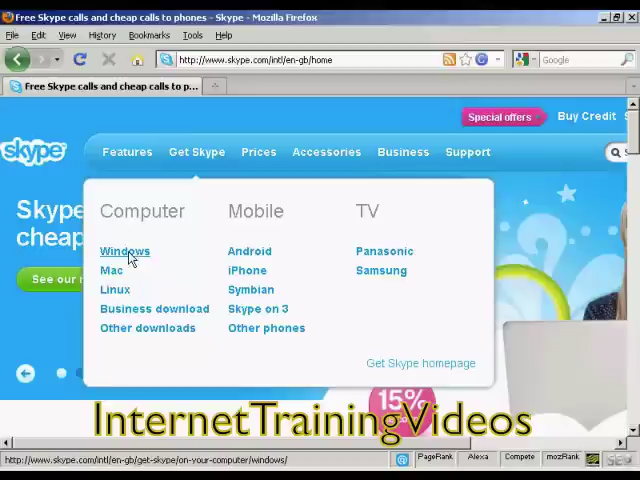 Free Skype calls and cheap calls to phones - Skype - Mozilla Firefox
File Edit View History Bookmarks Tools Help
http://www.skype.com/intl/en-gb/home
Google
Free Skype calls and cheap calls to p...
Special offers
Buy Credit
skype
Features Get Skype Prices Accessories Business Support
Skype
cheap
See our
Computer Mobile TV
Windows Android Panasonic
Mac iPhone Samsung
Linux Symbian
Business download Skype on 3
Other downloads Other phones
Get Skype homepage
15%
InternetTrainingVideos
http://www.skype.com/intl/en-gb/get-skype/on-your-computer/windows/
PageRank Alexa Compete mozRank